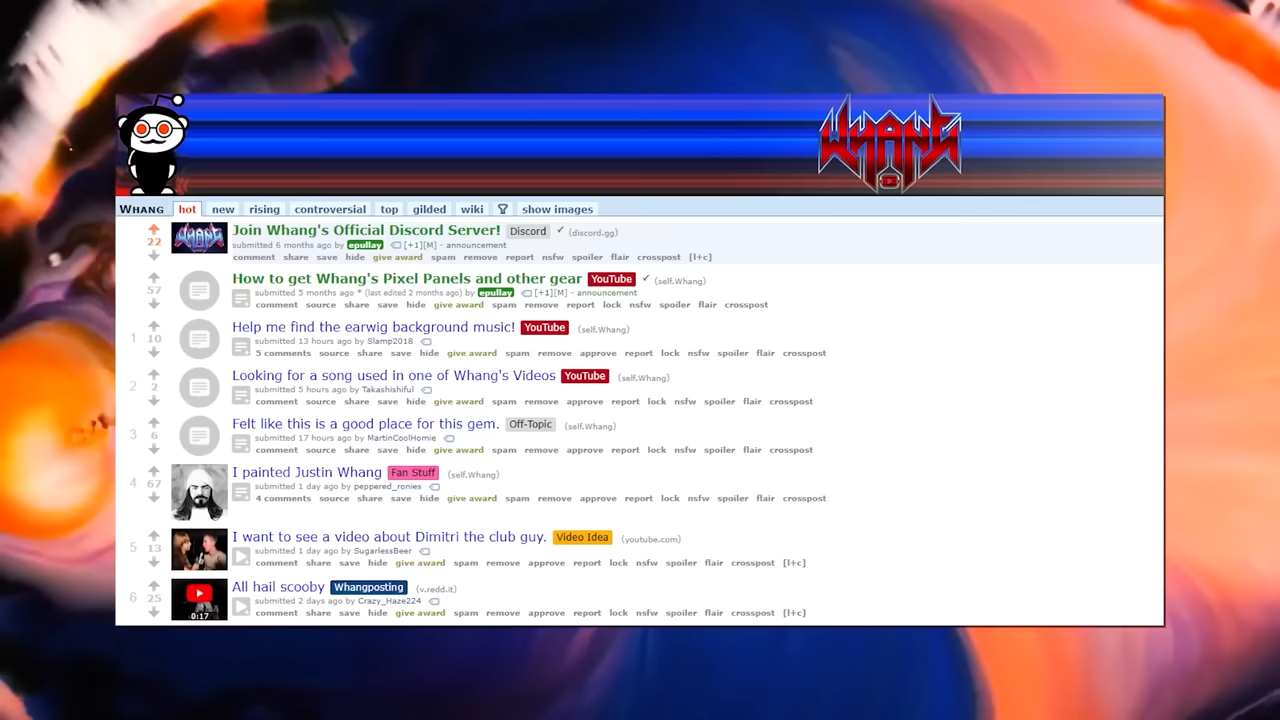 WHANG
WHANG hot new rising controversial top gilded wiki show images
22
WHANG
Join Whang's Official Discord Server! Discord ✓ (discord.gg)
submitted 6 months ago by epullay [+1][M] - announcement
comment share save hide give award spam remove report nsfw spoiler flair crosspost [l+c]
57
How to get Whang's Pixel Panels and other gear YouTube ✓ (self.Whang)
submitted 5 months ago * (last edited 2 months ago) by epullay [+1][M] - announcement
comment source share save hide give award spam remove report lock nsfw spoiler flair crosspost
1 10
Help me find the earwig background music! YouTube (self.Whang)
submitted 13 hours ago by Slamp2018
5 comments source share save hide give award spam remove approve report lock nsfw spoiler flair crosspost
2 2
Looking for a song used in one of Whang's Videos YouTube (self.Whang)
submitted 5 hours ago by Takashishiful
comment source share save hide give award spam remove approve report lock nsfw spoiler flair crosspost
3 6
Felt like this is a good place for this gem. Off-Topic (self.Whang)
submitted 17 hours ago by MartinCoolHomie
comment source share save hide give award spam remove approve report lock nsfw spoiler flair crosspost
4 67
I painted Justin Whang Fan Stuff (self.Whang)
submitted 1 day ago by peppered_ronies
4 comments source share save hide give award spam remove approve report lock nsfw spoiler flair crosspost
5 13
I want to see a video about Dimitri the club guy. Video Idea (youtube.com)
submitted 1 day ago by SugarlessBeer
comment share save hide give award spam remove approve report lock nsfw spoiler flair crosspost [l+c]
6 25
0:17
All hail scooby Whangposting (v.redd.it)
submitted 2 days ago by Crazy_Haze224
comment share save hide give award spam remove approve report lock nsfw spoiler flair crosspost [l+c]